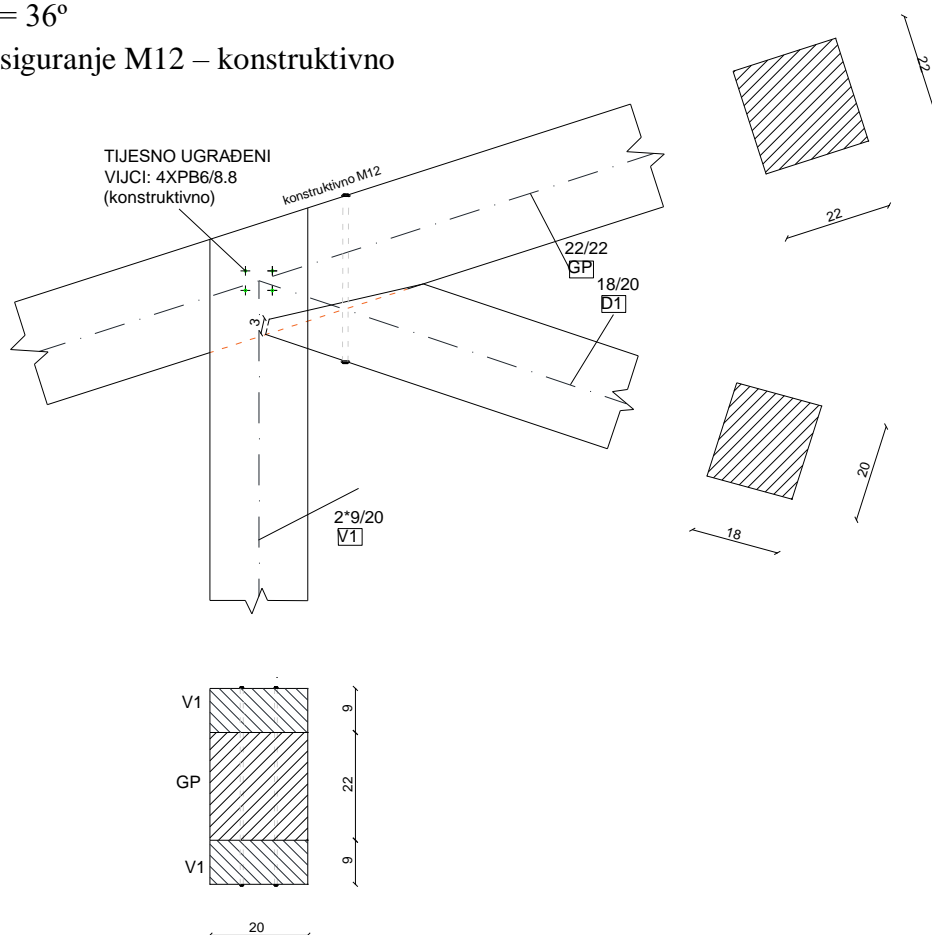 = 36º
siguranje M12 – konstruktivno
22
TIJESNO UGRAĐENI
VIJCI: 4XPB6/8.8
(konstruktivno)
konstruktivno M12
22
22/22
GP
18/20
D1
3
20
18
2*9/20
V1
V1
9
GP
22
V1
9
20